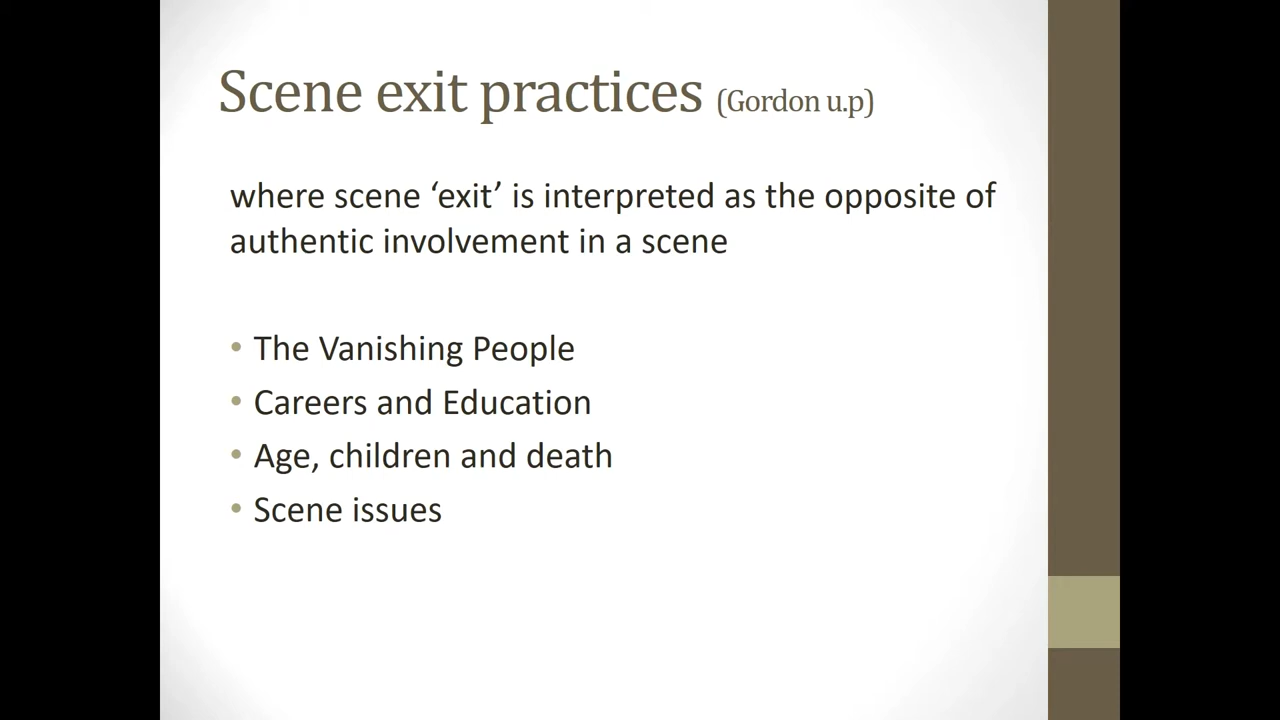 Scene exit practices (Gordon u.p)
where scene ‘exit’ is interpreted as the opposite of
authentic involvement in a scene
• The Vanishing People
• Careers and Education
• Age, children and death
• Scene issues